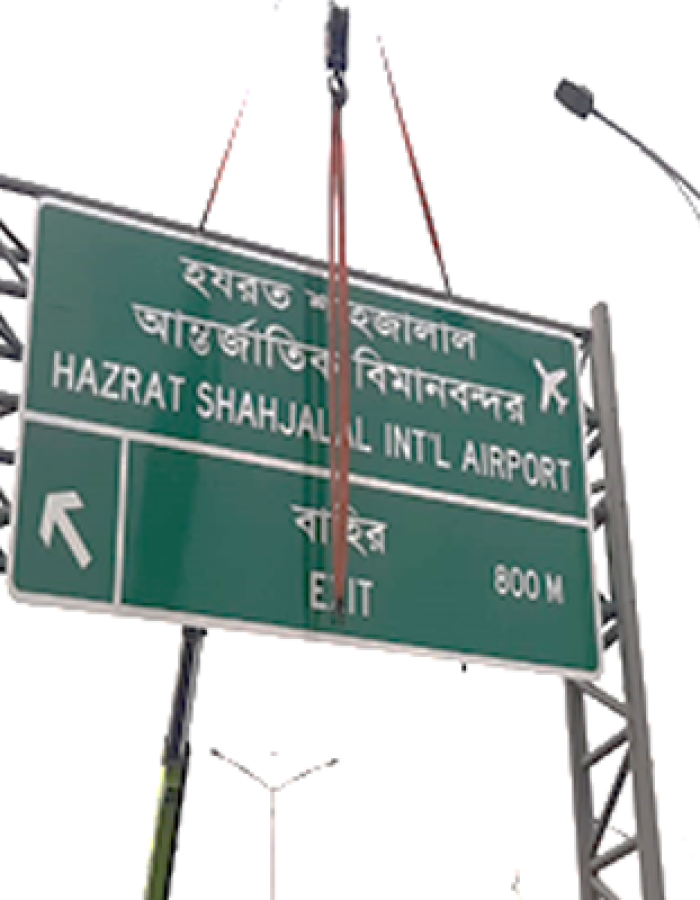 হযরত শাহজালাল
আন্তর্জাতিক বিমানবন্দর
HAZRAT SHAHJALAL INT'L AIRPORT
বাহির
EXIT
800 M